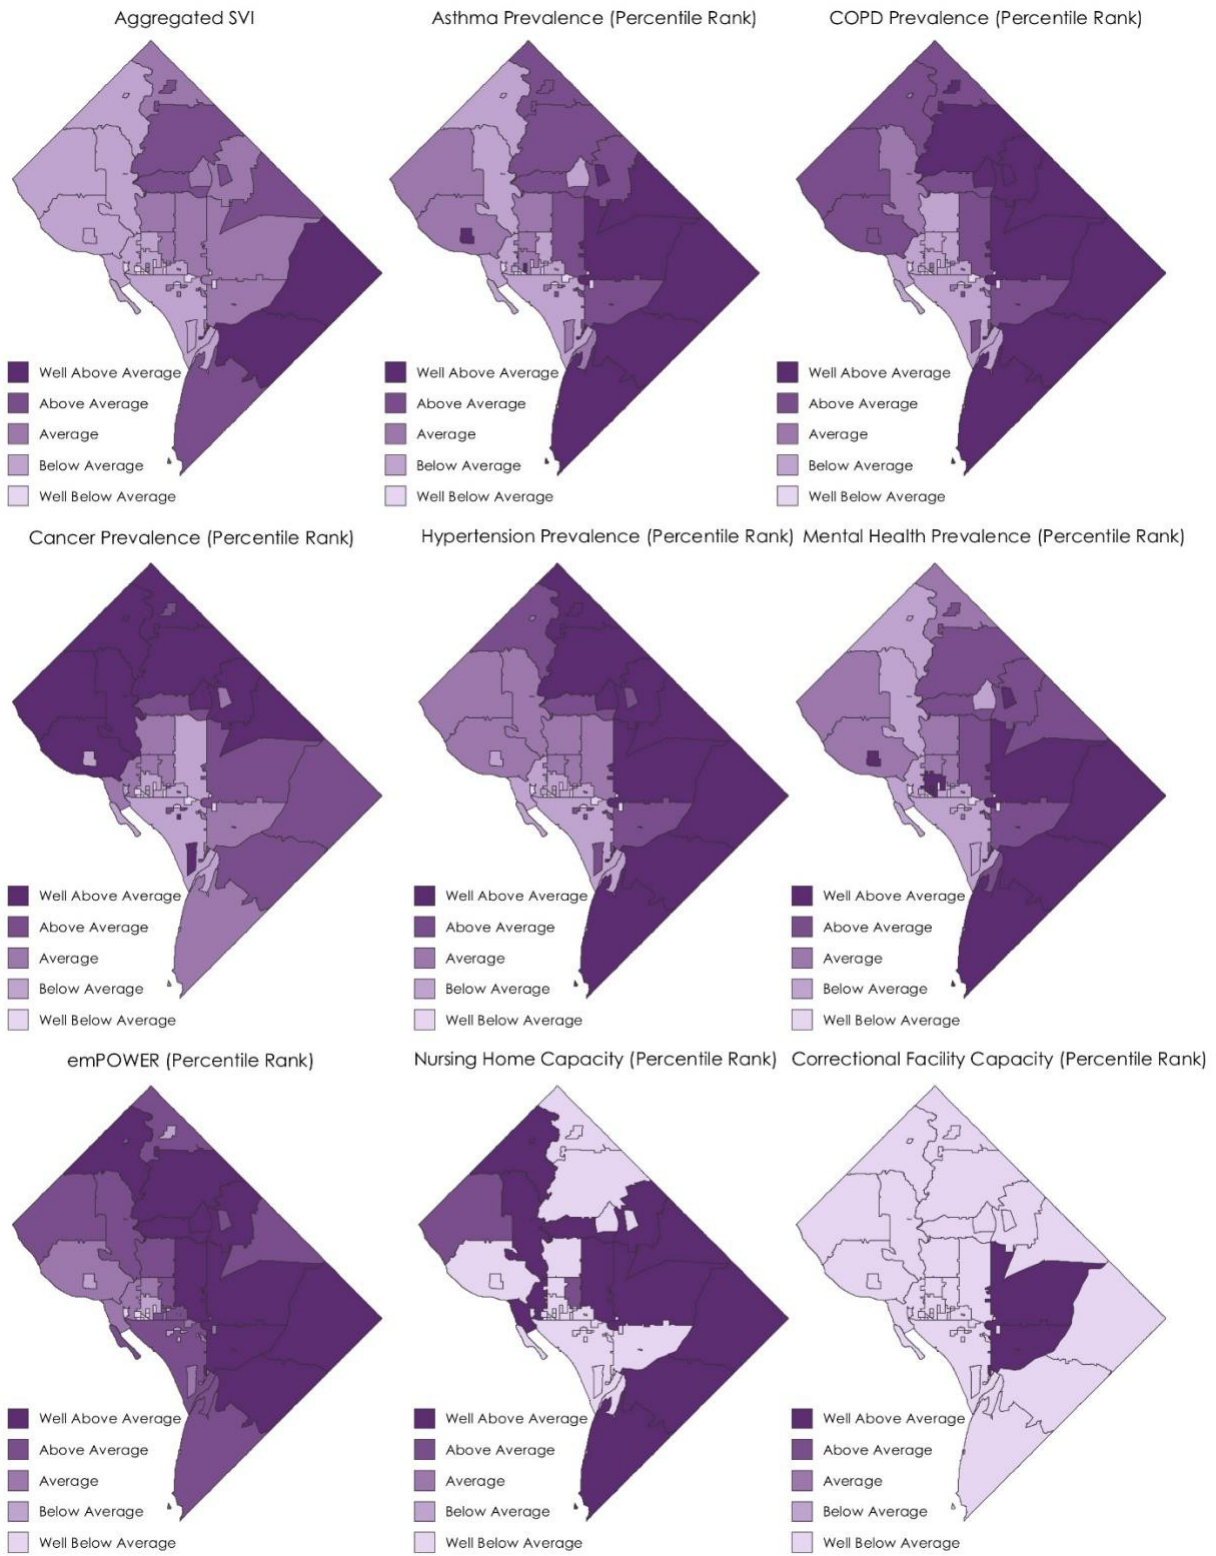 Aggregated SVI
Asthma Prevalence (Percentile Rank)
COPD Prevalence (Percentile Rank)
Well Above Average
Above Average
Average
Below Average
Well Below Average
Well Above Average
Above Average
Average
Below Average
Well Below Average
Well Above Average
Above Average
Average
Below Average
Well Below Average
Cancer Prevalence (Percentile Rank)
Hypertension Prevalence (Percentile Rank)
Mental Health Prevalence (Percentile Rank)
Well Above Average
Above Average
Average
Below Average
Well Below Average
Well Above Average
Above Average
Average
Below Average
Well Below Average
Well Above Average
Above Average
Average
Below Average
Well Below Average
emPOWER (Percentile Rank)
Nursing Home Capacity (Percentile Rank)
Correctional Facility Capacity (Percentile Rank)
Well Above Average
Above Average
Average
Below Average
Well Below Average
Well Above Average
Above Average
Average
Below Average
Well Below Average
Well Above Average
Above Average
Average
Below Average
Well Below Average